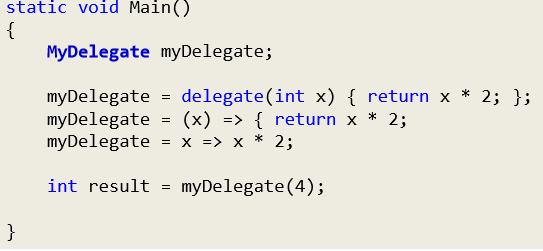 static void Main()
{
MyDelegate myDelegate;
myDelegate = delegate(int x) { return x * 2; };
myDelegate = (x) => { return x * 2;
myDelegate = x => x * 2;
int result = myDelegate(4);
}